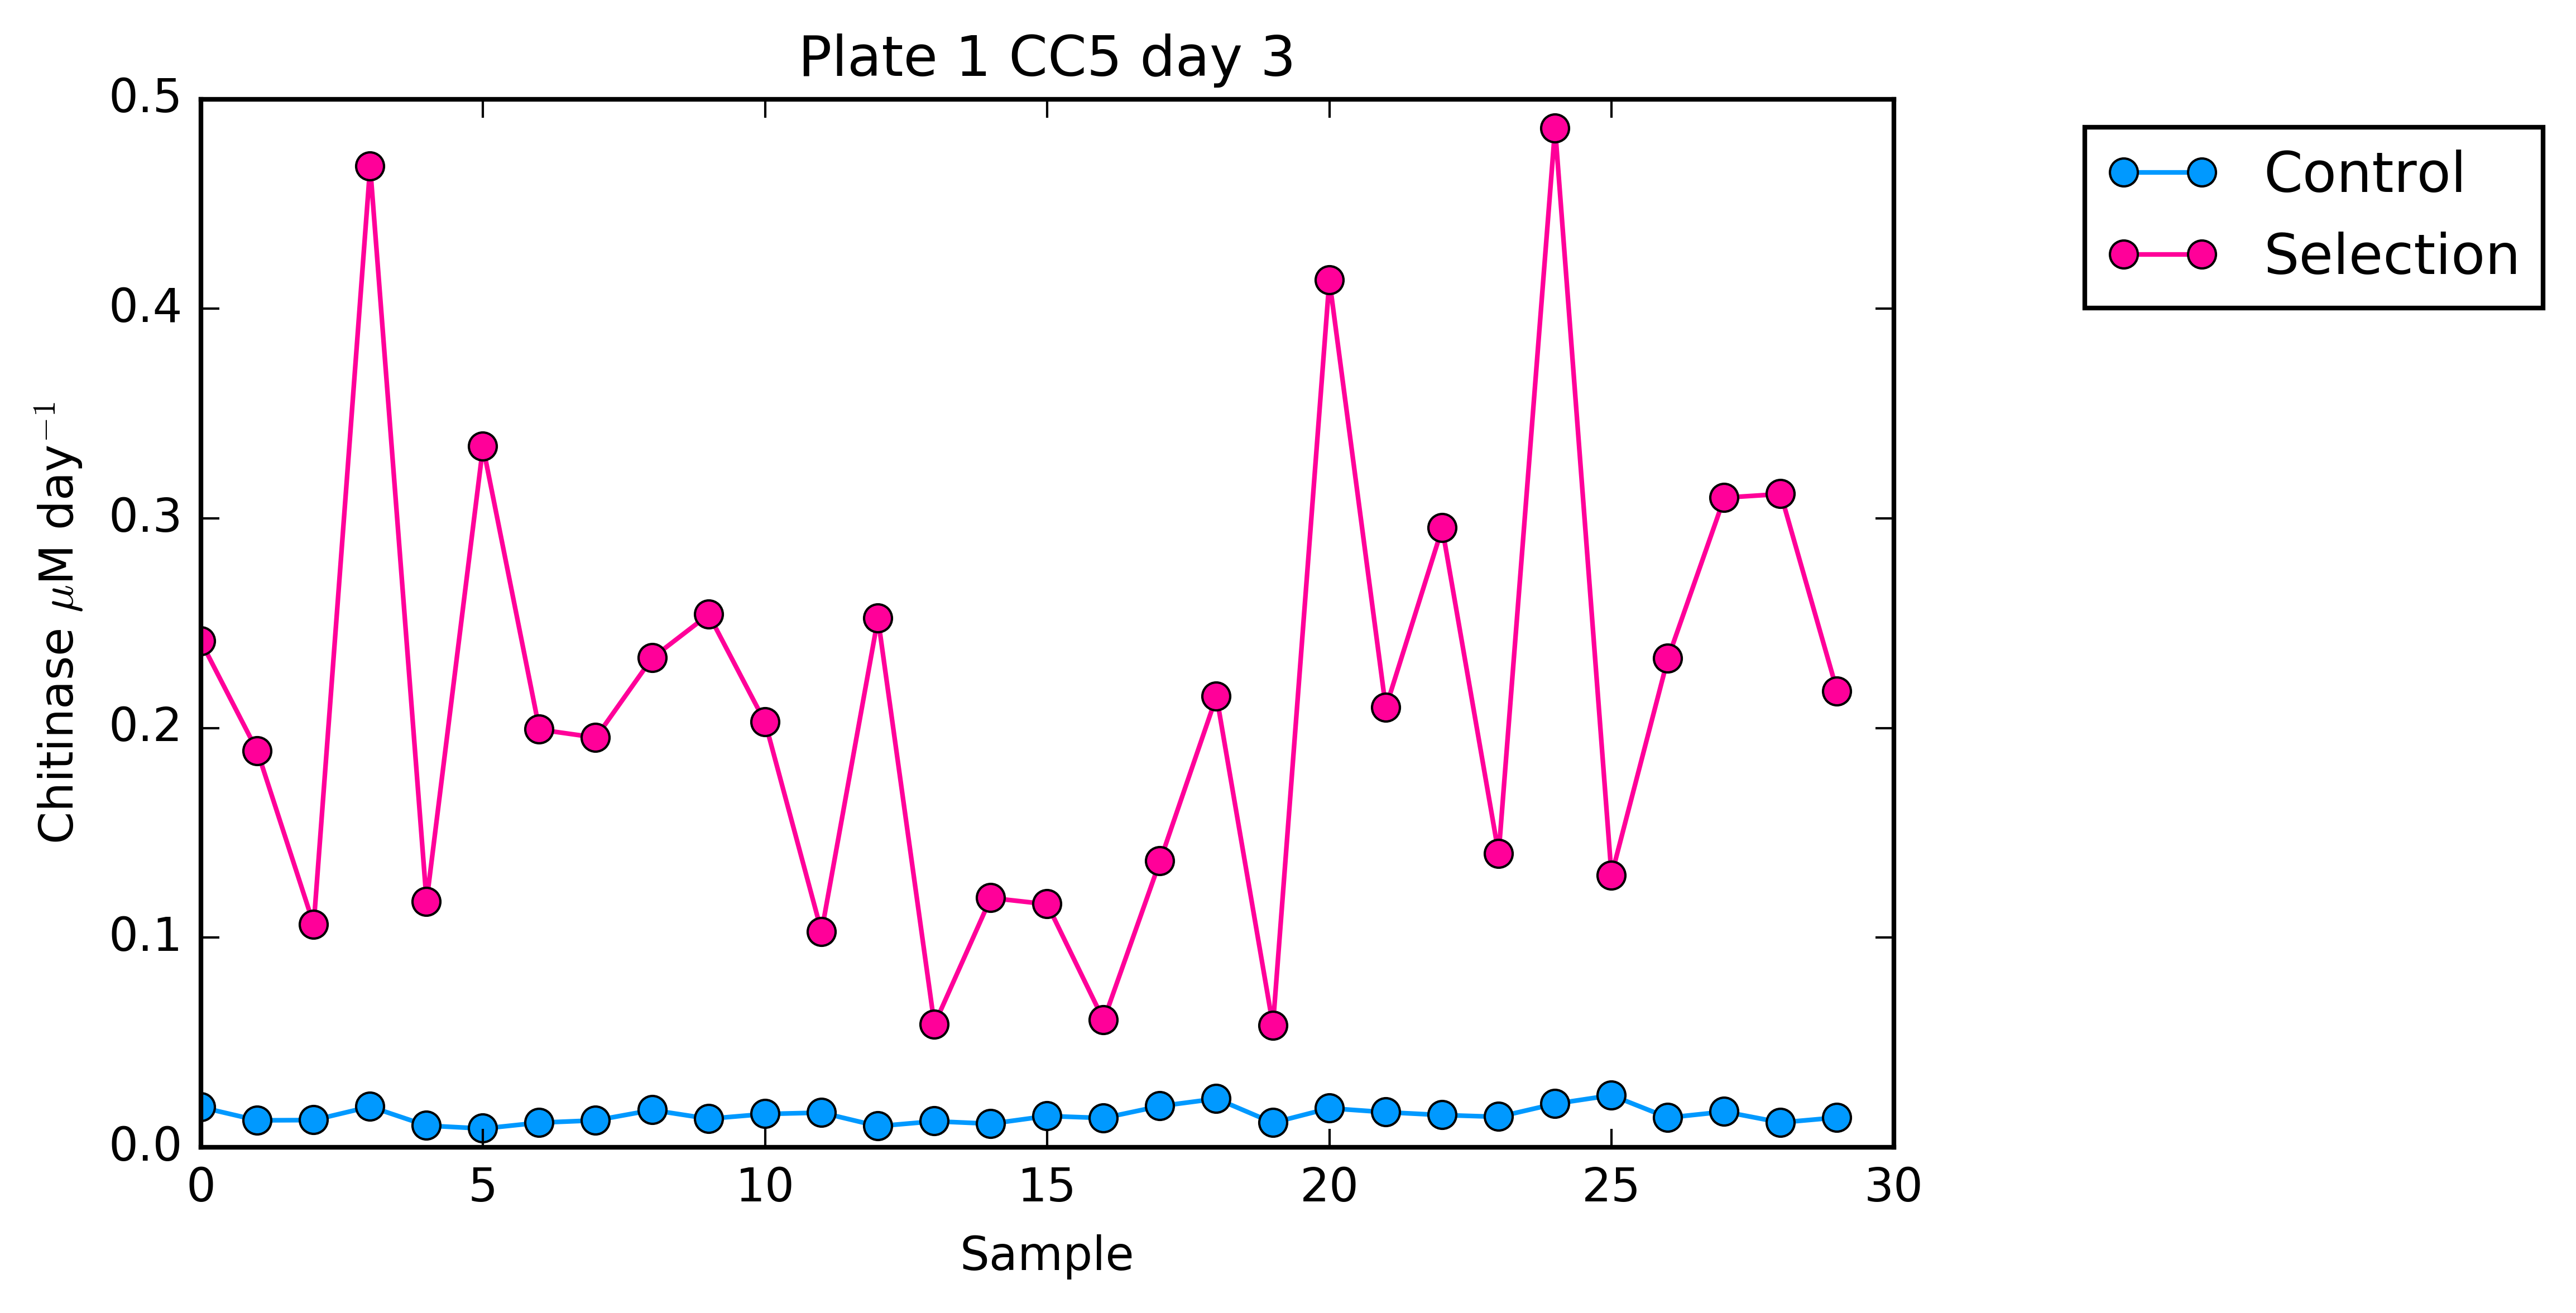 Plate 1 CC5 day 3
0.5
0.4
0.3
0.2
0.1
0.0
Chitinase μM day⁻¹
0 5 10 15 20 25 30
Sample
Control
Selection